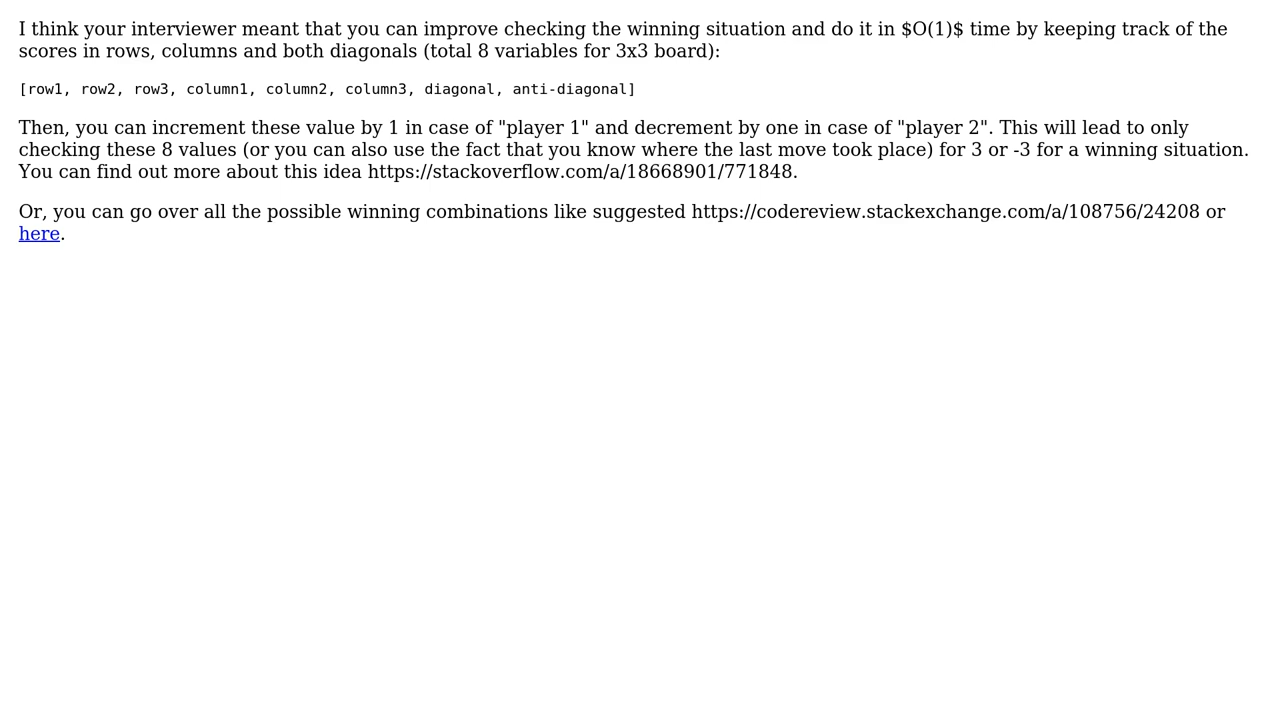 I think your interviewer meant that you can improve checking the winning situation and do it in $O(1)$ time by keeping track of the
scores in rows, columns and both diagonals (total 8 variables for 3x3 board):
[row1, row2, row3, column1, column2, column3, diagonal, anti-diagonal]
Then, you can increment these value by 1 in case of "player 1" and decrement by one in case of "player 2". This will lead to only
checking these 8 values (or you can also use the fact that you know where the last move took place) for 3 or -3 for a winning situation.
You can find out more about this idea https://stackoverflow.com/a/18668901/771848.
Or, you can go over all the possible winning combinations like suggested https://codereview.stackexchange.com/a/108756/24208 or
here.